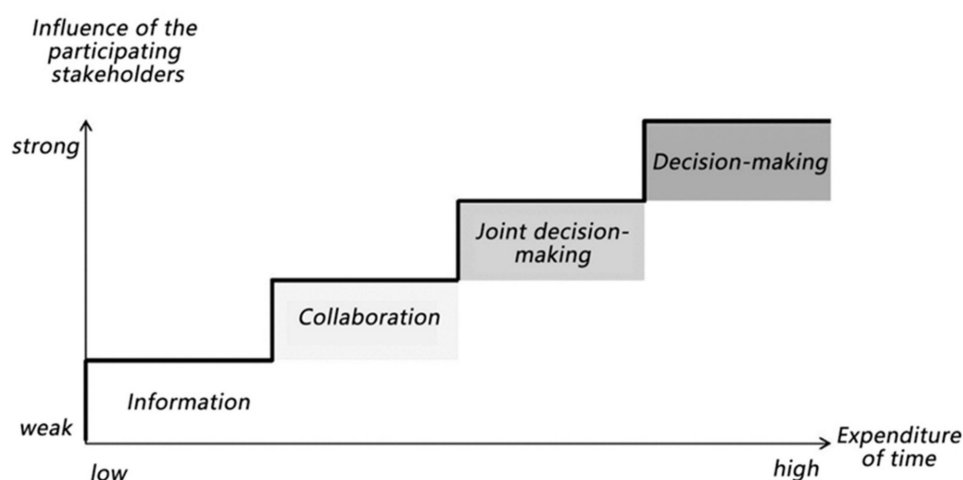 Influence of the
participating
stakeholders
strong
Decision-making
Joint decision-
making
Collaboration
Information
weak
Expenditure
of time
low
high